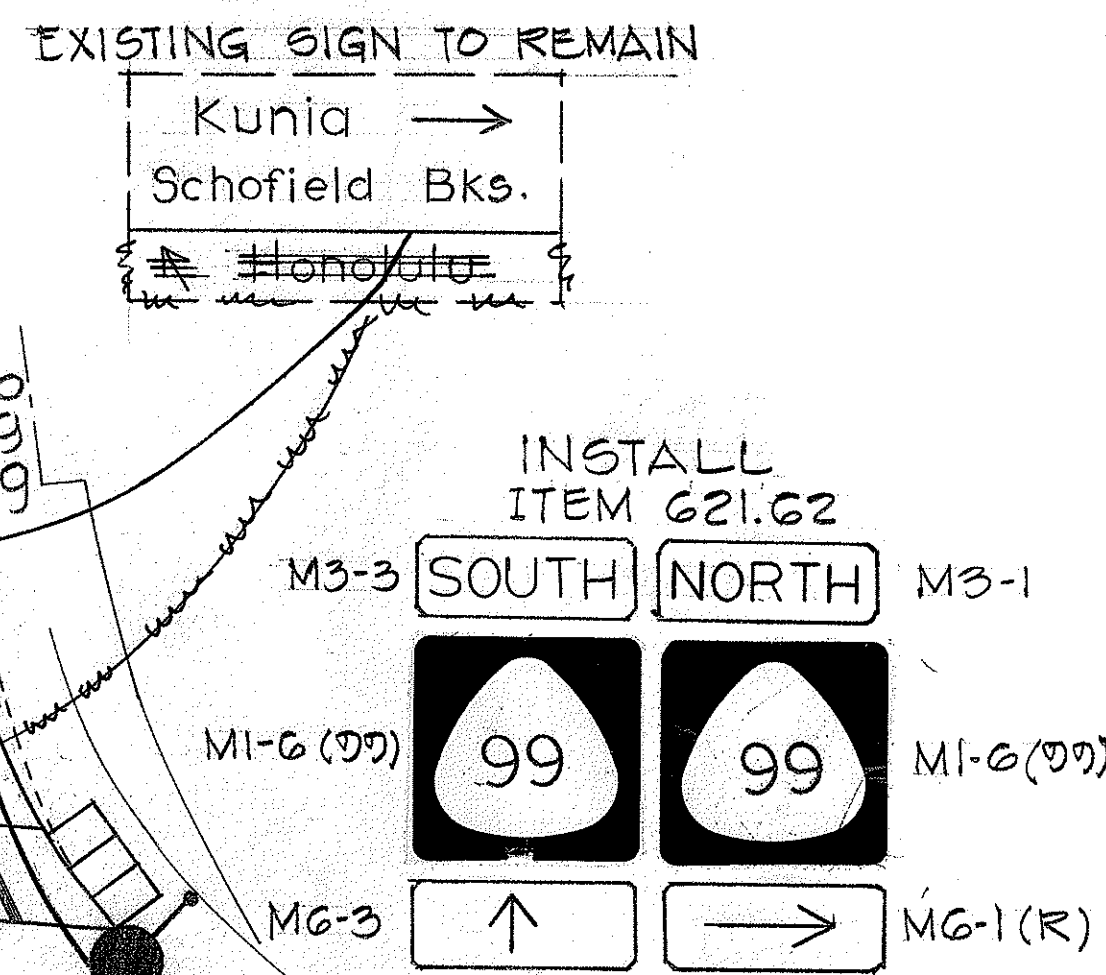 EXISTING SIGN TO REMAIN
Kunia →
Schofield Bks.
Honolulu
INSTALL
ITEM 621.62
M3-3 SOUTH NORTH M3-1
M1-6 (99) 99 99 M1-6 (99)
M6-3 ↑ → M6-1 (R)